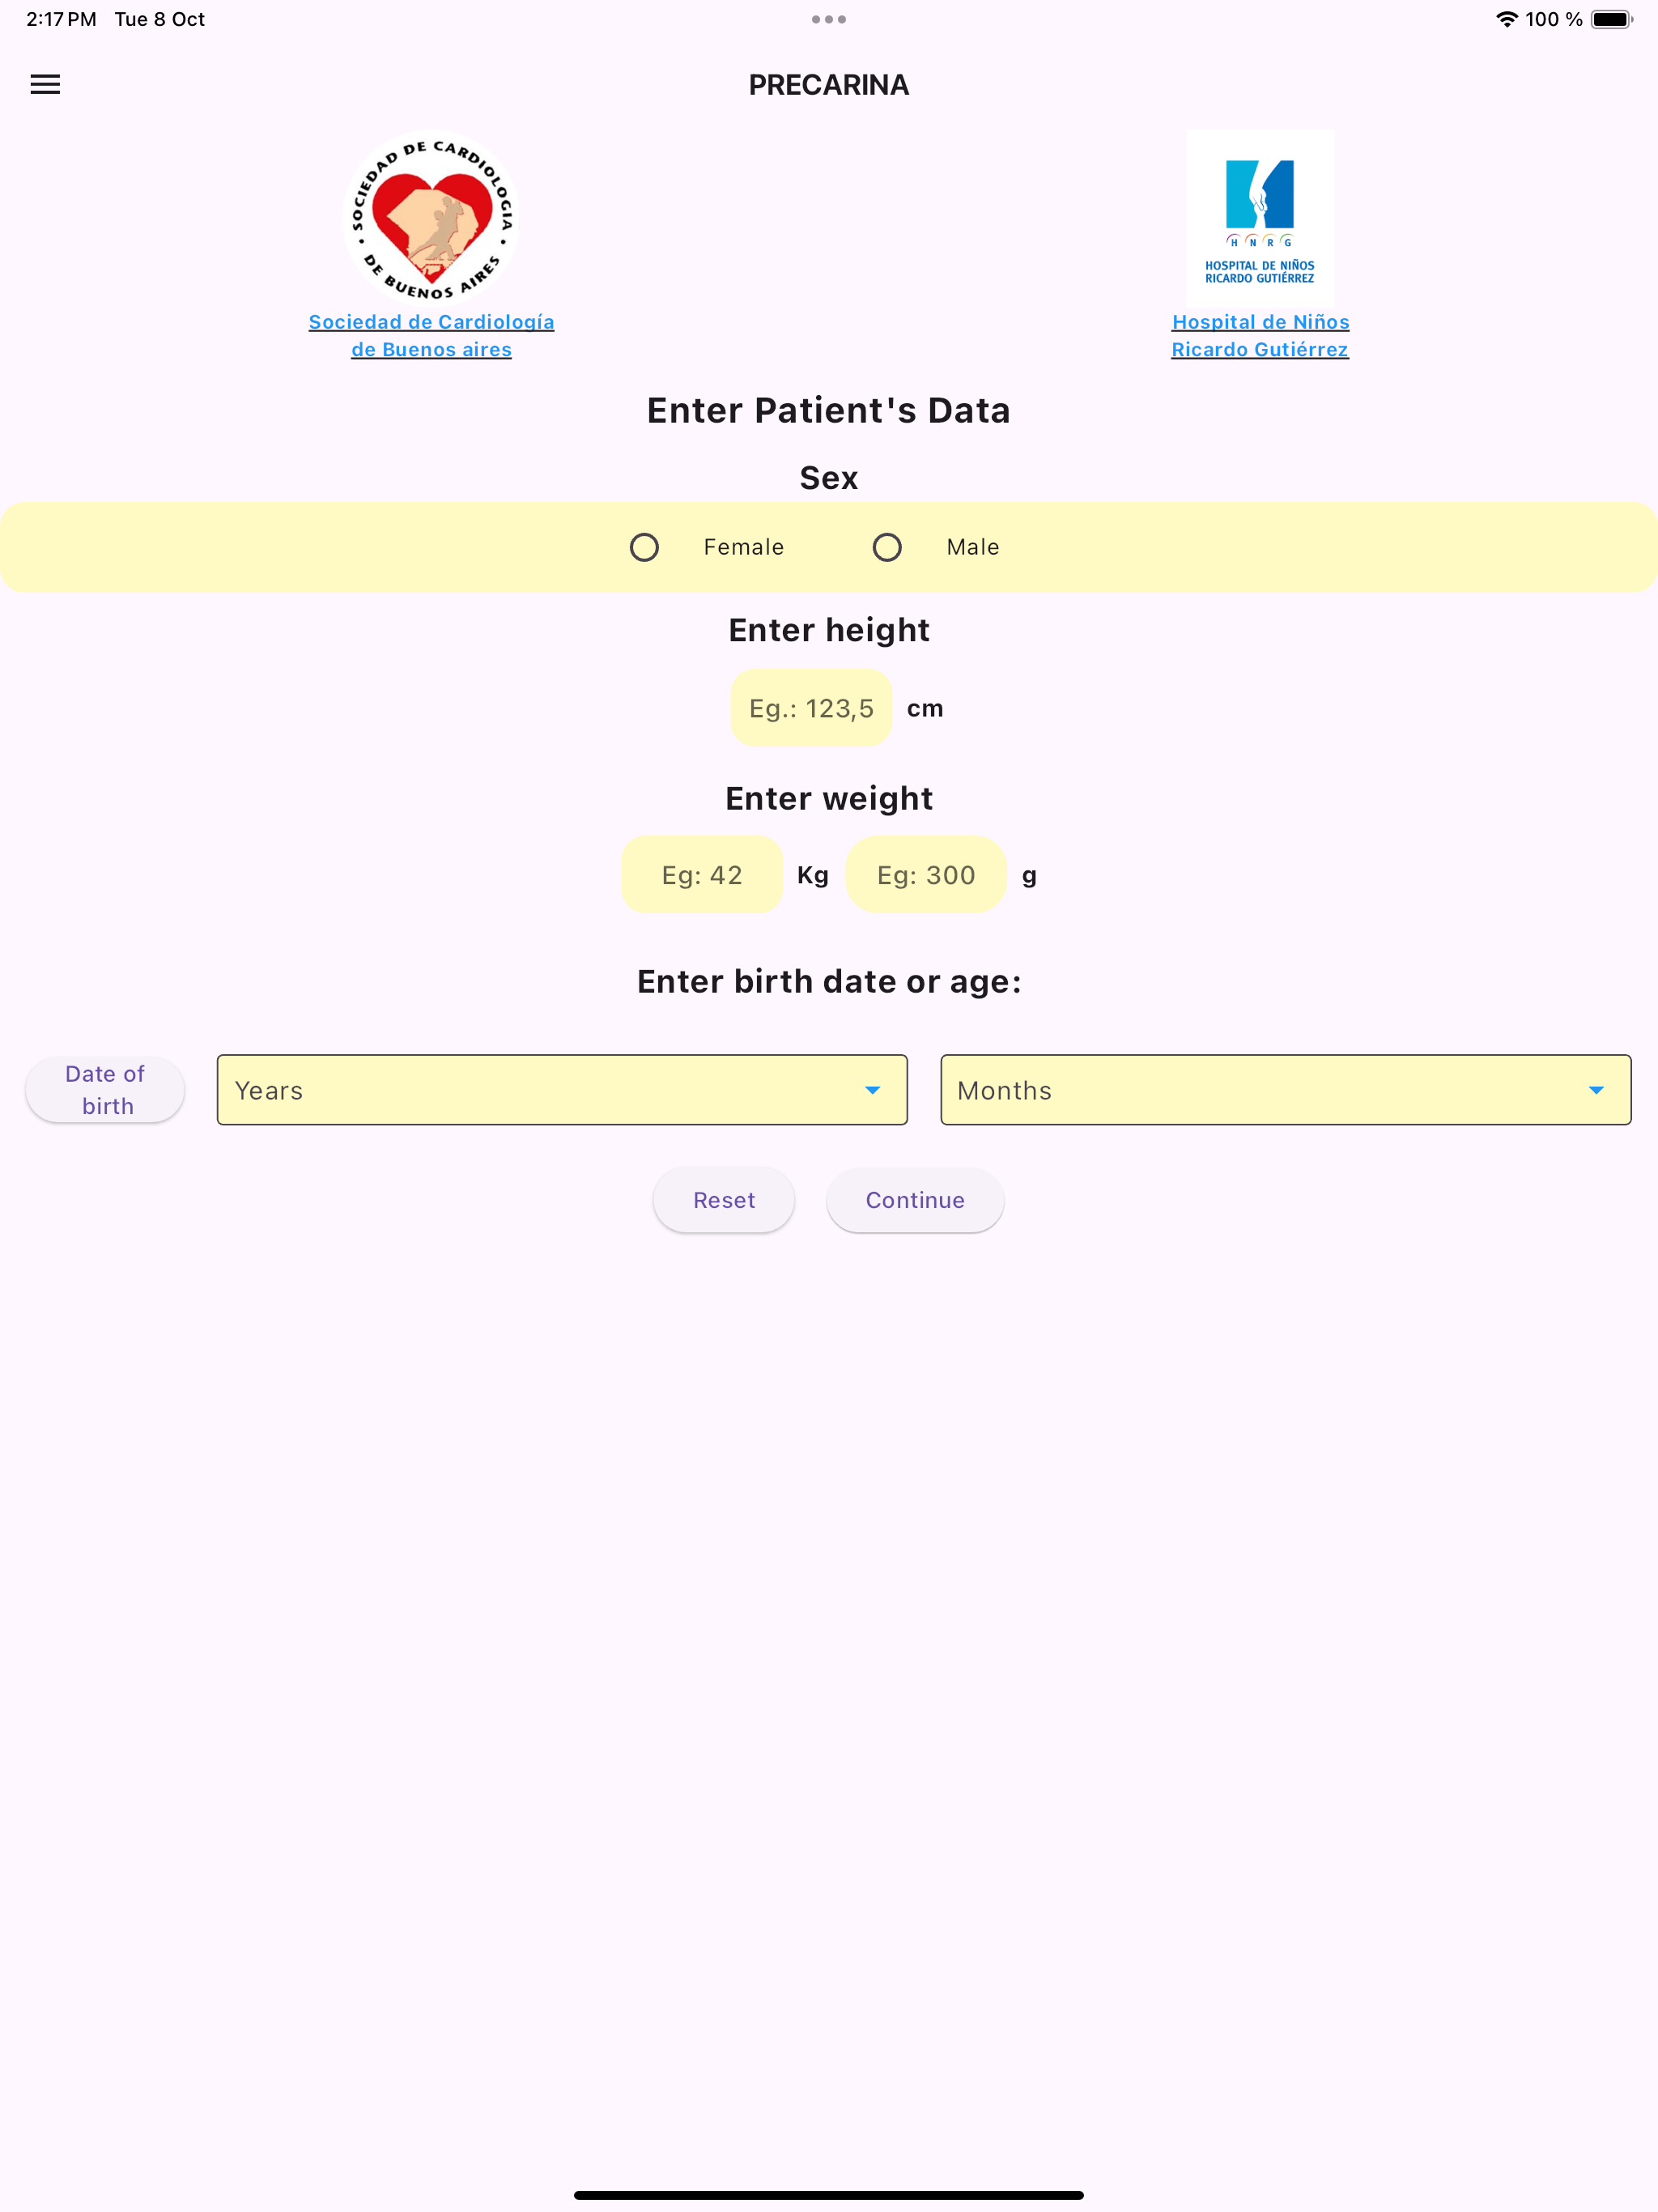 2:17 PM Tue 8 Oct
100 %
PRECARINA
SOCIEDAD DE CARDIOLOGIA
• DE BUENOS AIRES •
H N R G
HOSPITAL DE NIÑOS
RICARDO GUTIÉRREZ
Sociedad de Cardiología
de Buenos aires
Hospital de Niños
Ricardo Gutiérrez
Enter Patient's Data
Sex
Female Male
Enter height
Eg.: 123,5 cm
Enter weight
Eg: 42 Kg Eg: 300 g
Enter birth date or age:
Date of
birth
Years
Months
Reset Continue